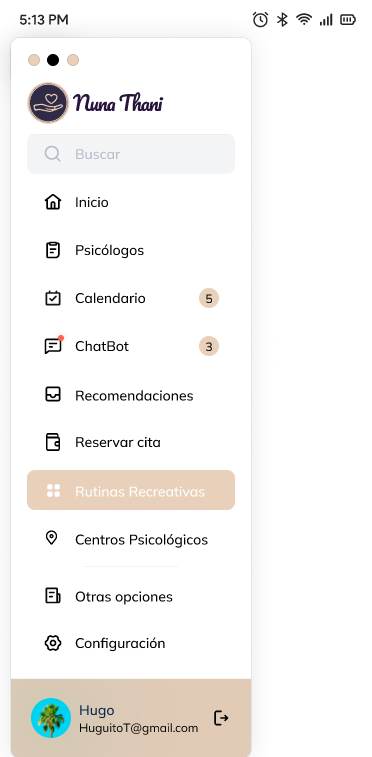 5:13 PM
Nuna Thani
Buscar
Inicio
Psicólogos
Calendario 5
ChatBot 3
Recomendaciones
Reservar cita
Rutinas Recreativas
Centros Psicológicos
Otras opciones
Configuración
Hugo
HuguitoT@gmail.com